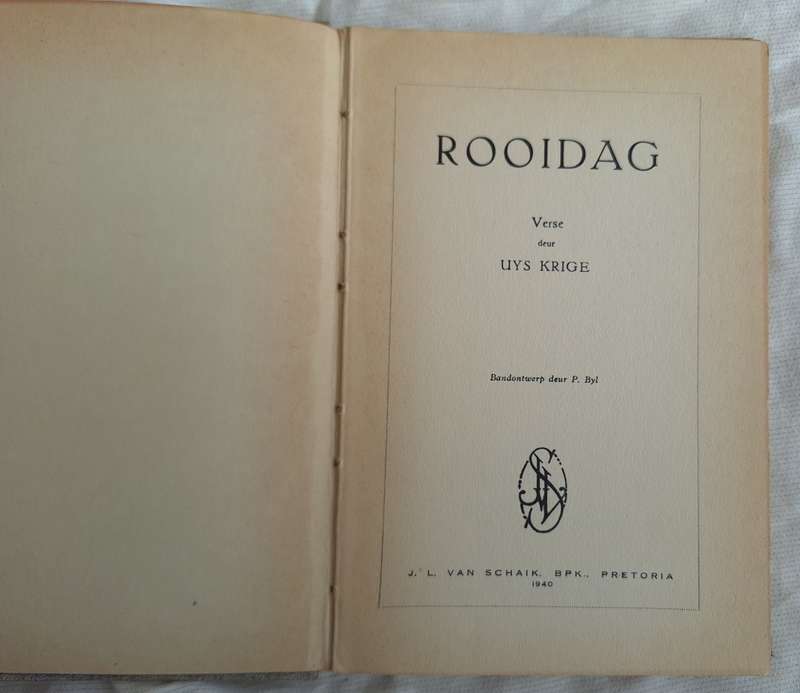 ROOIDAG
Verse
deur
UYS KRIGE
Bandontwerp deur P. Byl
J. L. VAN SCHAIK, BPK., PRETORIA
1940